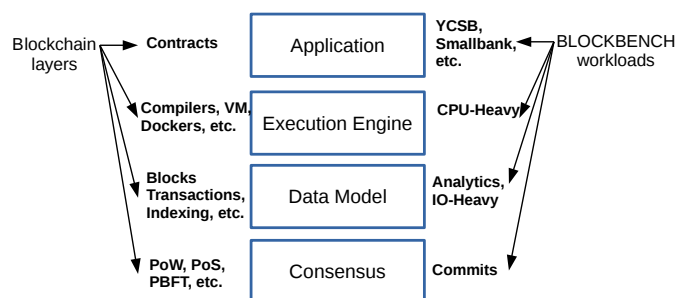 Blockchain
layers
Contracts
Application
YCSB,
Smallbank,
etc.
BLOCKBENCH
workloads
Compilers, VM,
Dockers, etc.
Execution Engine
CPU-Heavy
Blocks
Transactions,
Indexing, etc.
Data Model
Analytics,
IO-Heavy
PoW, PoS,
PBFT, etc.
Consensus
Commits